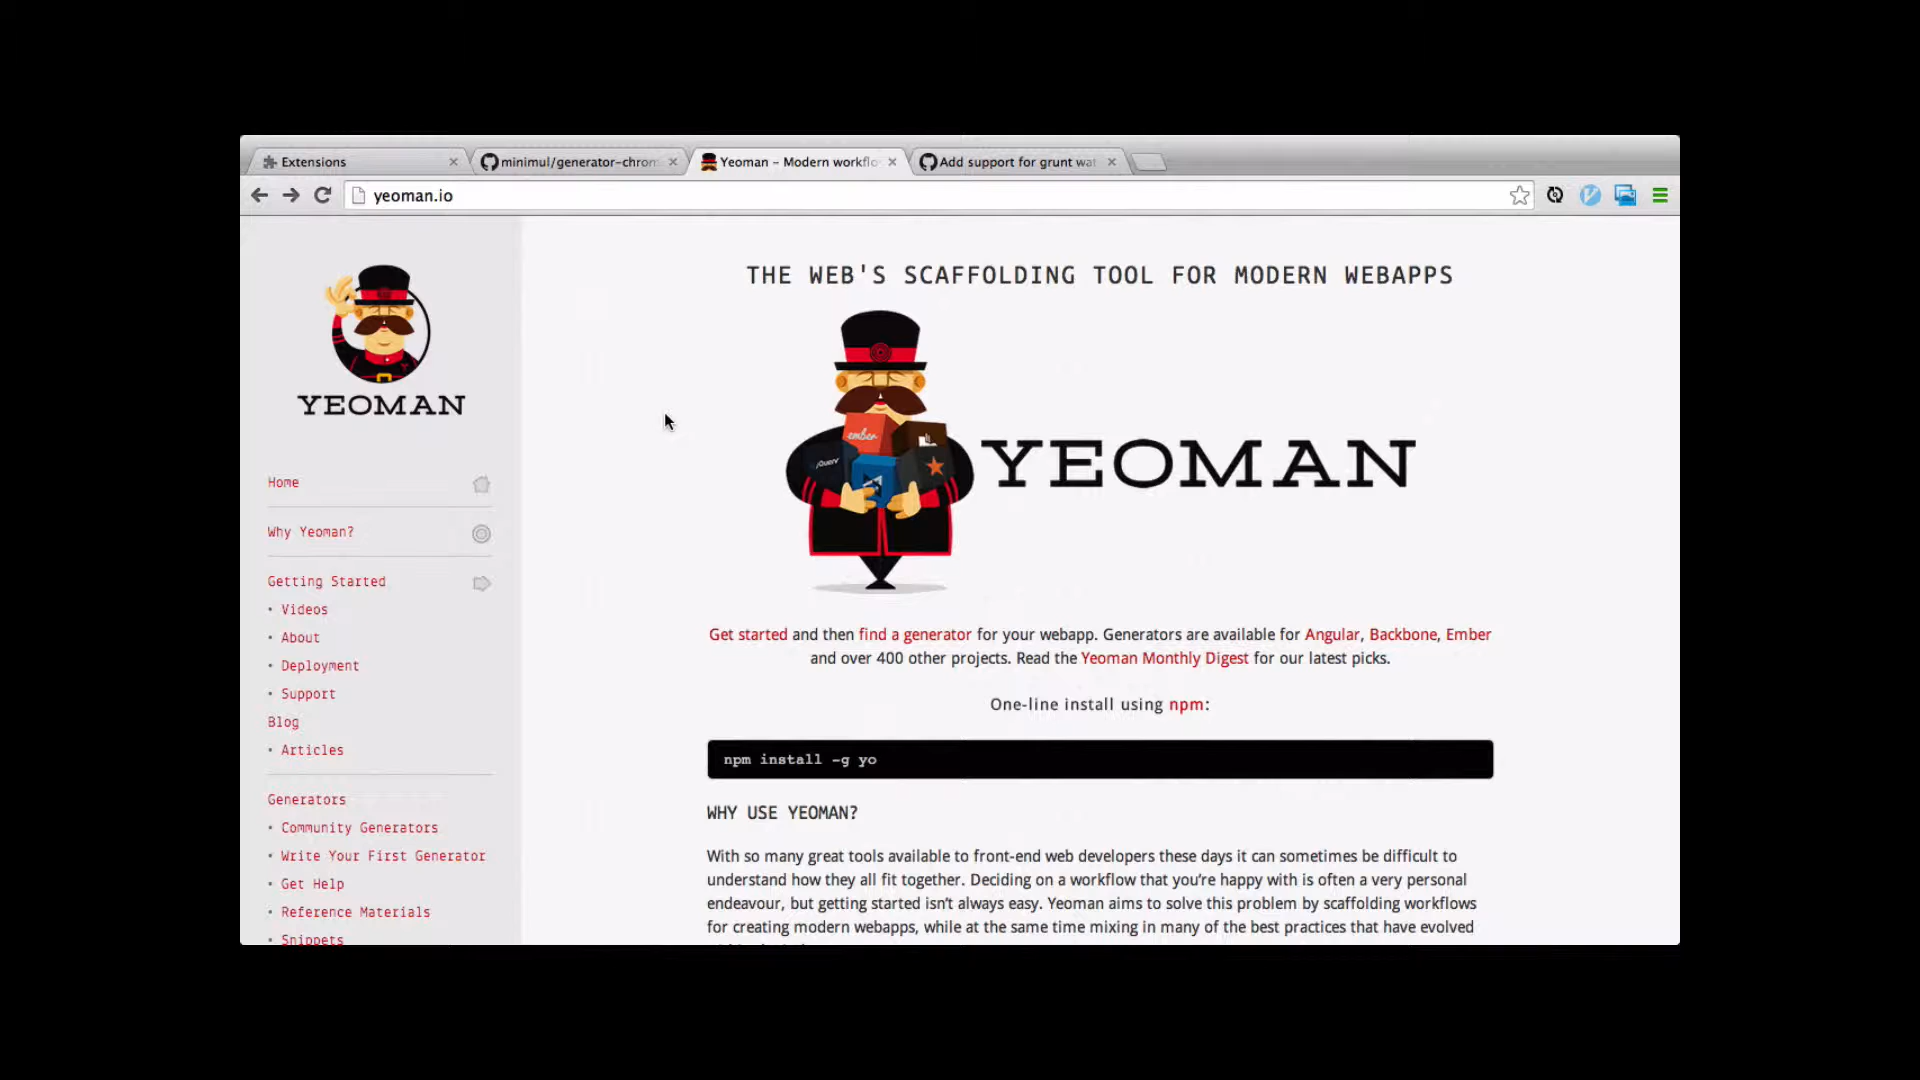 Extensions
minimul/generator-chrom
Yeoman - Modern workflo
Add support for grunt wat
yeoman.io
YEOMAN
Home
Why Yeoman?
Getting Started
• Videos
• About
• Deployment
• Support
Blog
• Articles
Generators
• Community Generators
• Write Your First Generator
• Get Help
• Reference Materials
• Snippets
THE WEB'S SCAFFOLDING TOOL FOR MODERN WEBAPPS
ember
jQuery
YEOMAN
Get started and then find a generator for your webapp. Generators are available for Angular, Backbone, Ember
and over 400 other projects. Read the Yeoman Monthly Digest for our latest picks.
One-line install using npm:
npm install -g yo
WHY USE YEOMAN?
With so many great tools available to front-end web developers these days it can sometimes be difficult to
understand how they all fit together. Deciding on a workflow that you're happy with is often a very personal
endeavour, but getting started isn't always easy. Yeoman aims to solve this problem by scaffolding workflows
for creating modern webapps, while at the same time mixing in many of the best practices that have evolved